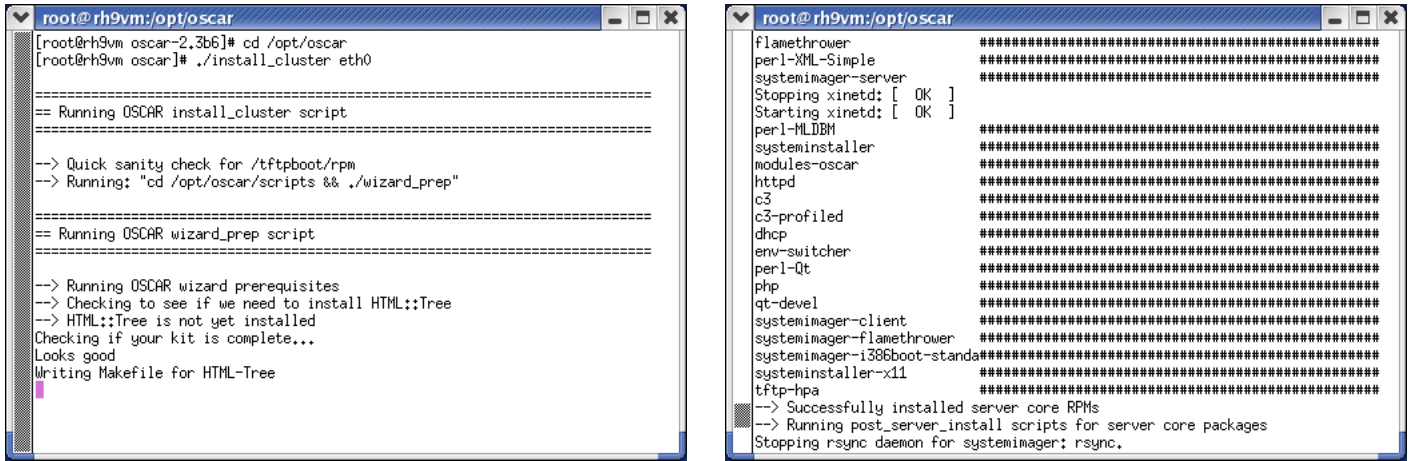 root@rh9vm:/opt/oscar
[root@rh9vm oscar-2.3b6]# cd /opt/oscar
[root@rh9vm oscar]# ./install_cluster eth0
=============================================================================
== Running OSCAR install_cluster script
=============================================================================
--> Quick sanity check for /tftpboot/rpm
--> Running: "cd /opt/oscar/scripts && ./wizard_prep"
=============================================================================
== Running OSCAR wizard_prep script
=============================================================================
--> Running OSCAR wizard prerequisites
--> Checking to see if we need to install HTML::Tree
--> HTML::Tree is not yet installed
Checking if your kit is complete...
Looks good
Writing Makefile for HTML-Tree
root@rh9vm:/opt/oscar
flamethrower ##################################################
perl-XML-Simple ##################################################
systemimager-server ##################################################
Stopping xinetd: [  OK  ]
Starting xinetd: [  OK  ]
perl-MLDBM ##################################################
systeminstaller ##################################################
modules-oscar ##################################################
httpd ##################################################
c3 ##################################################
c3-profiled ##################################################
dhcp ##################################################
env-switcher ##################################################
perl-Qt ##################################################
php ##################################################
qt-devel ##################################################
systemimager-client ##################################################
systemimager-flamethrower ##################################################
systemimager-i386boot-standa##################################################
systeminstaller-x11 ##################################################
tftp-hpa ##################################################
--> Successfully installed server core RPMs
--> Running post_server_install scripts for server core packages
Stopping rsync daemon for systemimager: rsync.